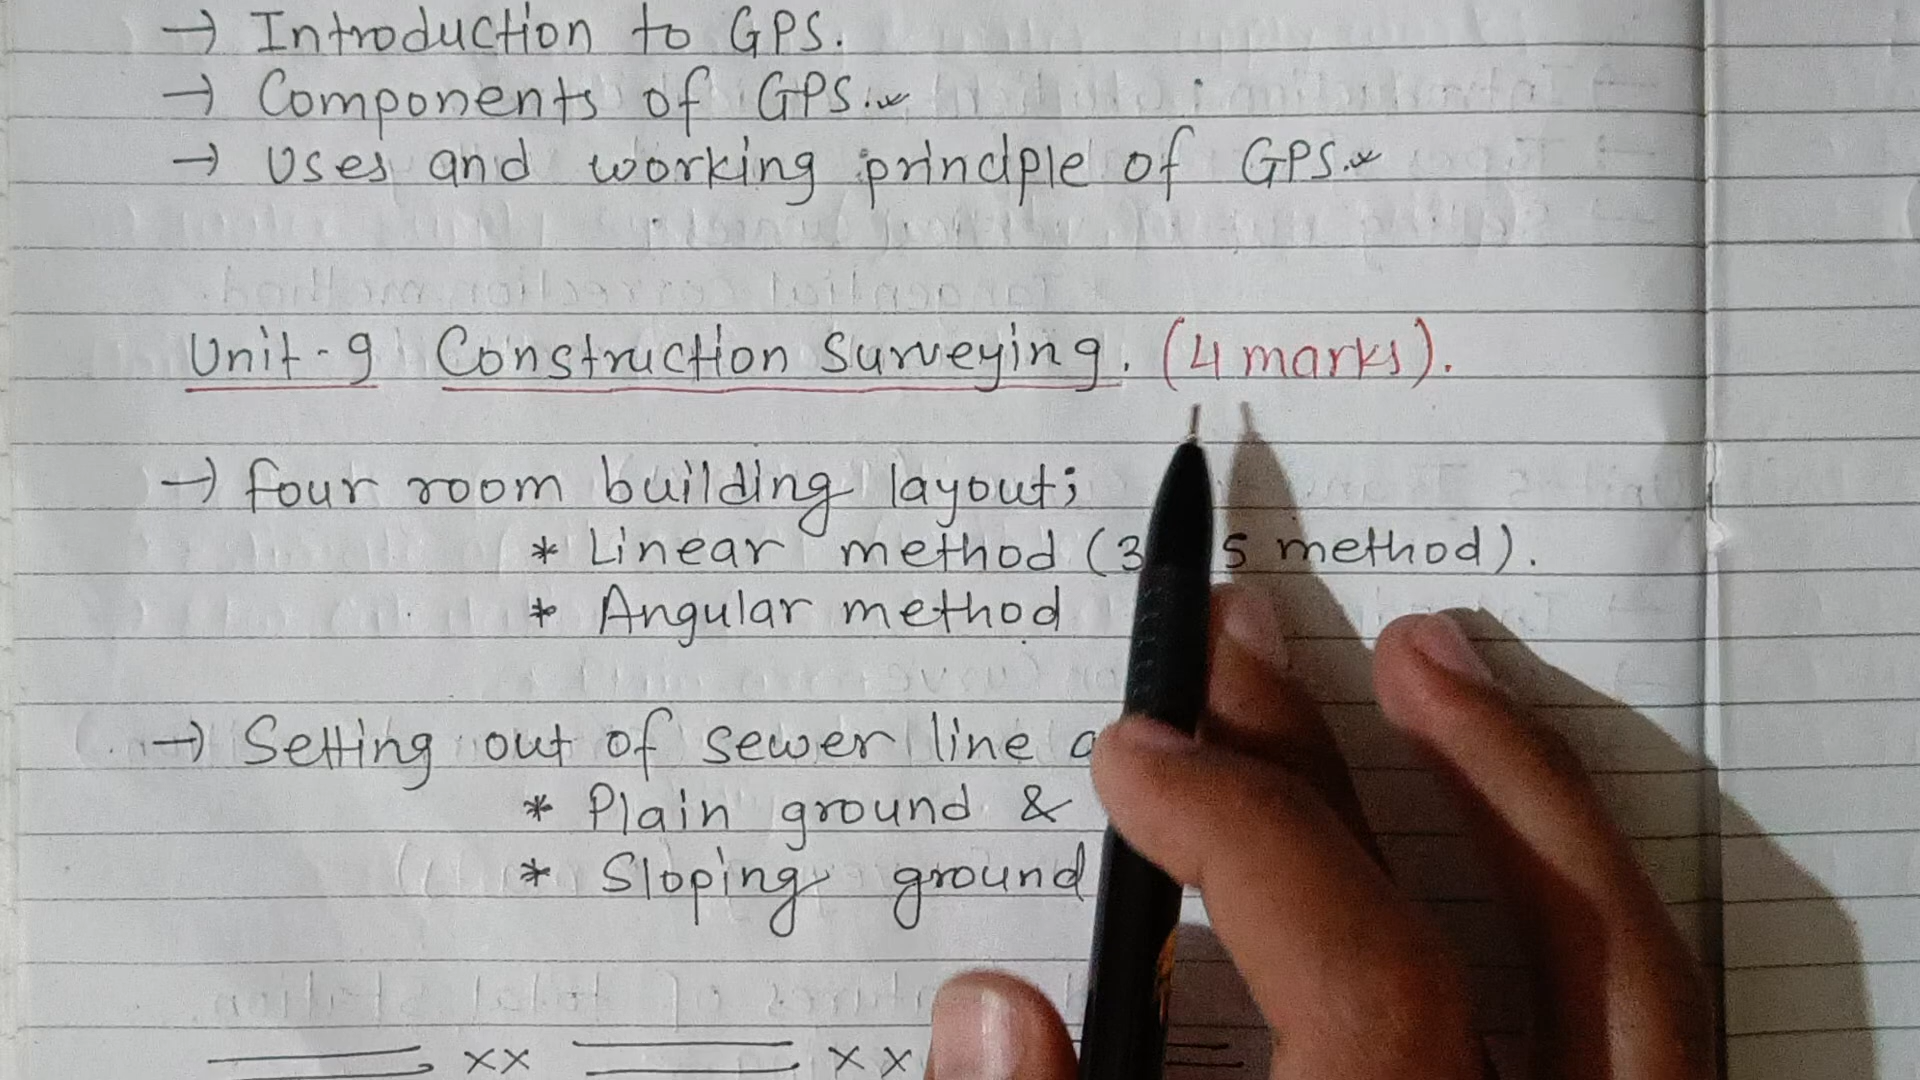 → Introduction to GPS.
→ Components of GPS.
→ Uses and working principle of GPS.
Unit-9 Construction Surveying. (4 marks).
→ four room building layout;
* Linear method (3 5 method).
* Angular method
→ Setting out of sewer line
* Plain ground &
* Sloping ground
xx xx